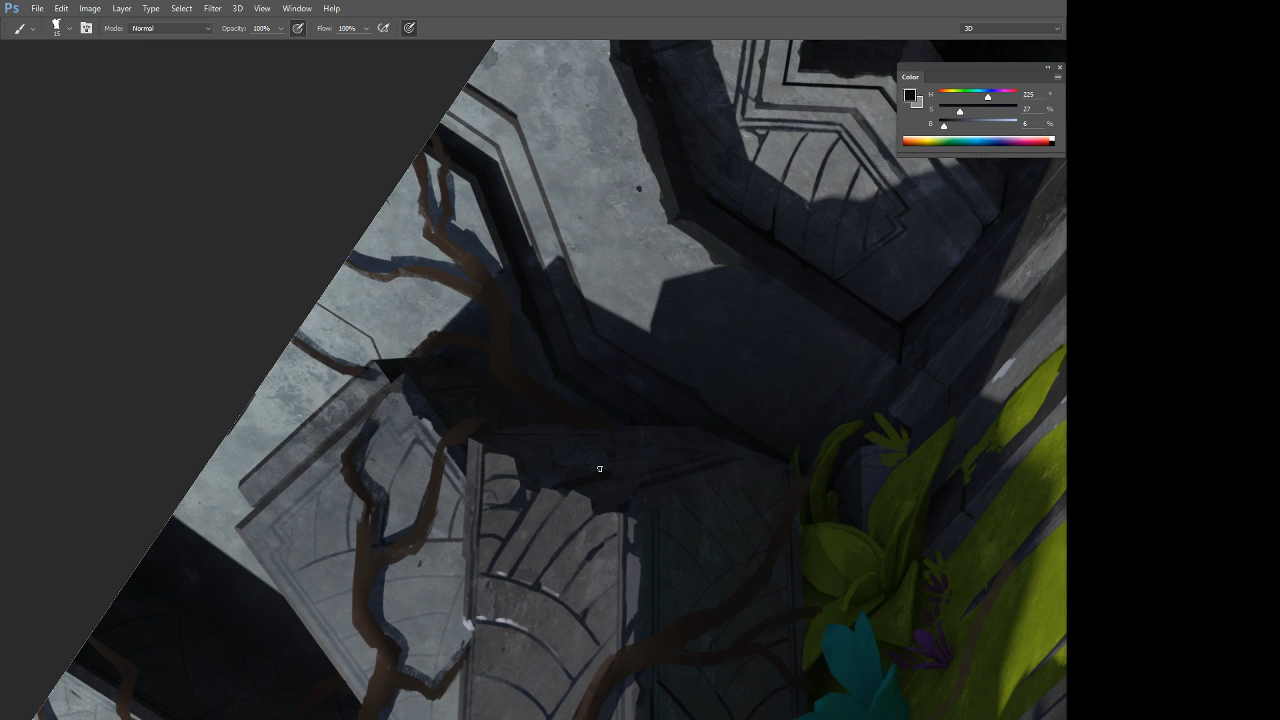 Ps File Edit Image Layer Type Select Filter 3D View Window Help
15 Mode: Normal Opacity: 100% Flow: 100% 3D
Color
H 225 °
S 27 %
B 6 %